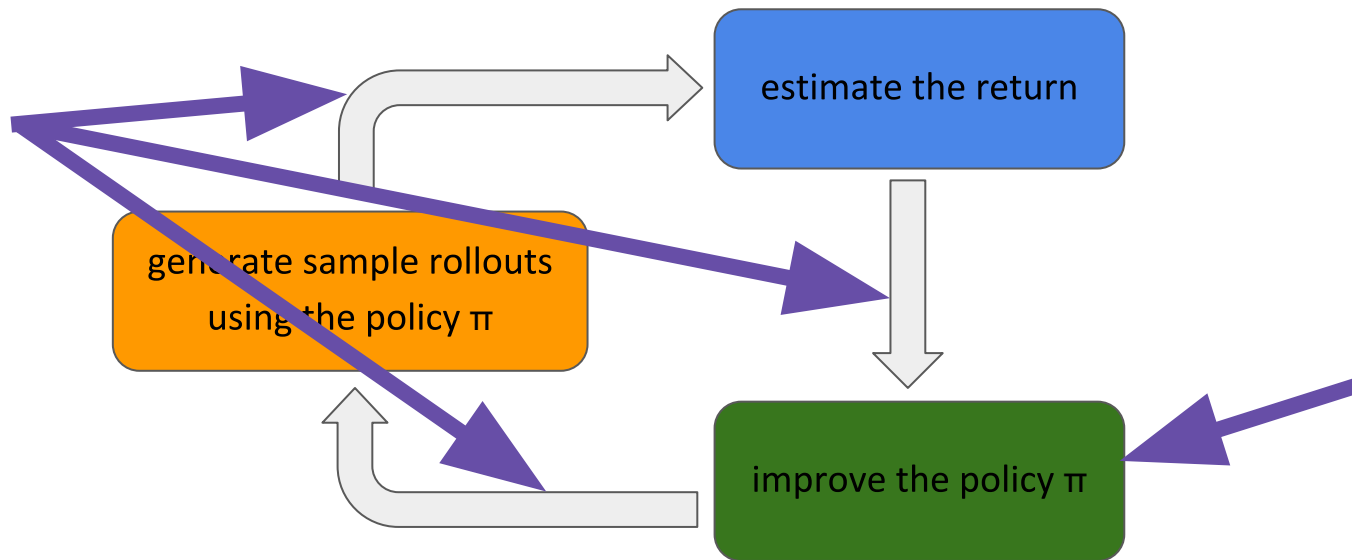 estimate the return
generate sample rollouts
using the policy π
improve the policy π